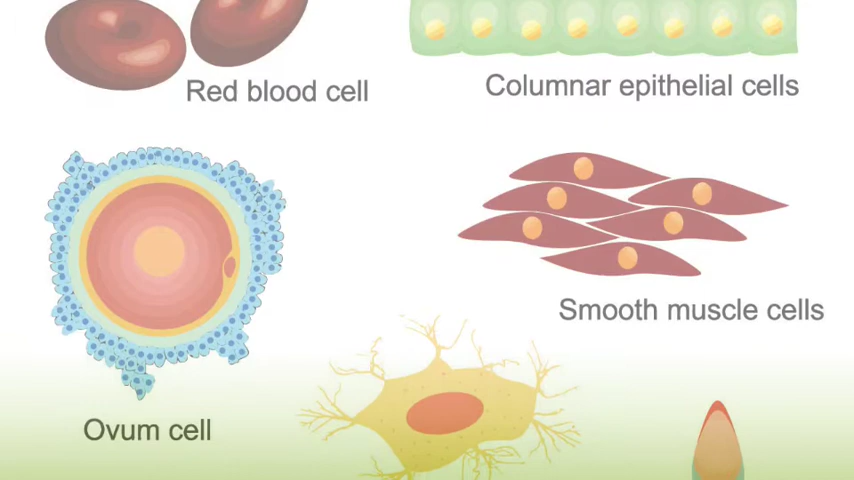 Red blood cell
Columnar epithelial cells
Smooth muscle cells
Ovum cell